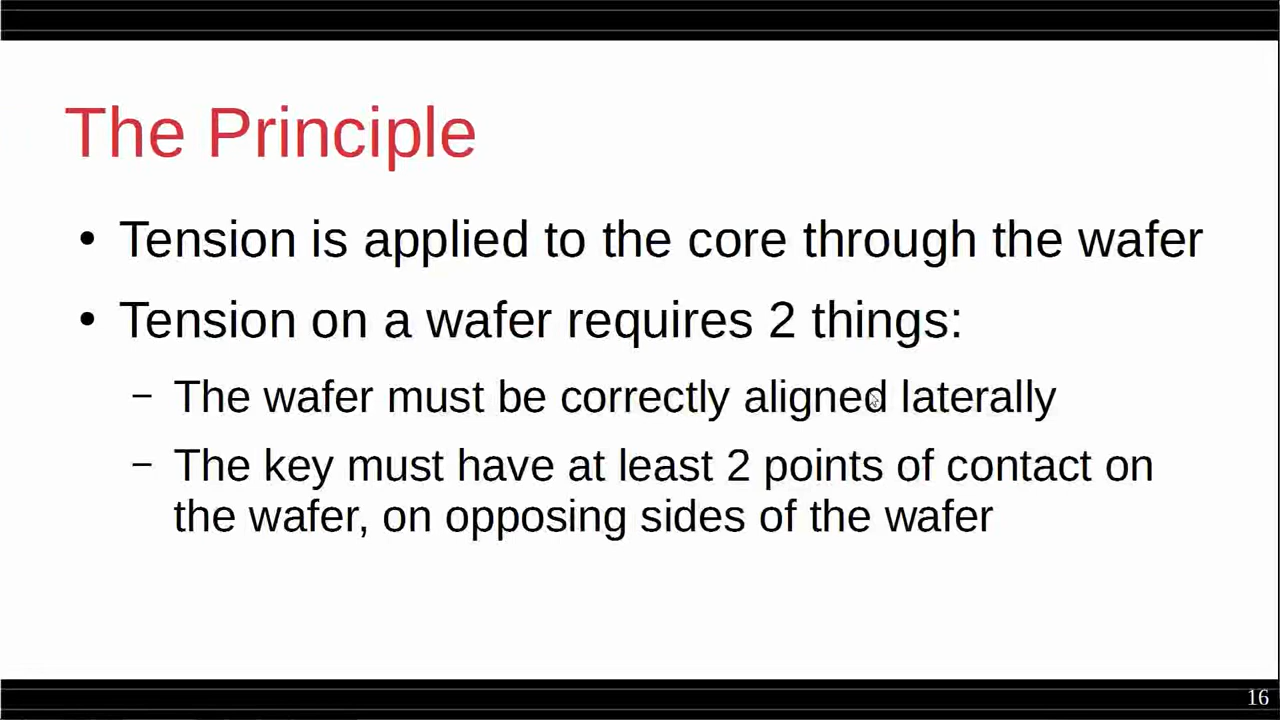 The Principle
• Tension is applied to the core through the wafer
• Tension on a wafer requires 2 things:
– The wafer must be correctly aligned laterally
– The key must have at least 2 points of contact on
the wafer, on opposing sides of the wafer
16